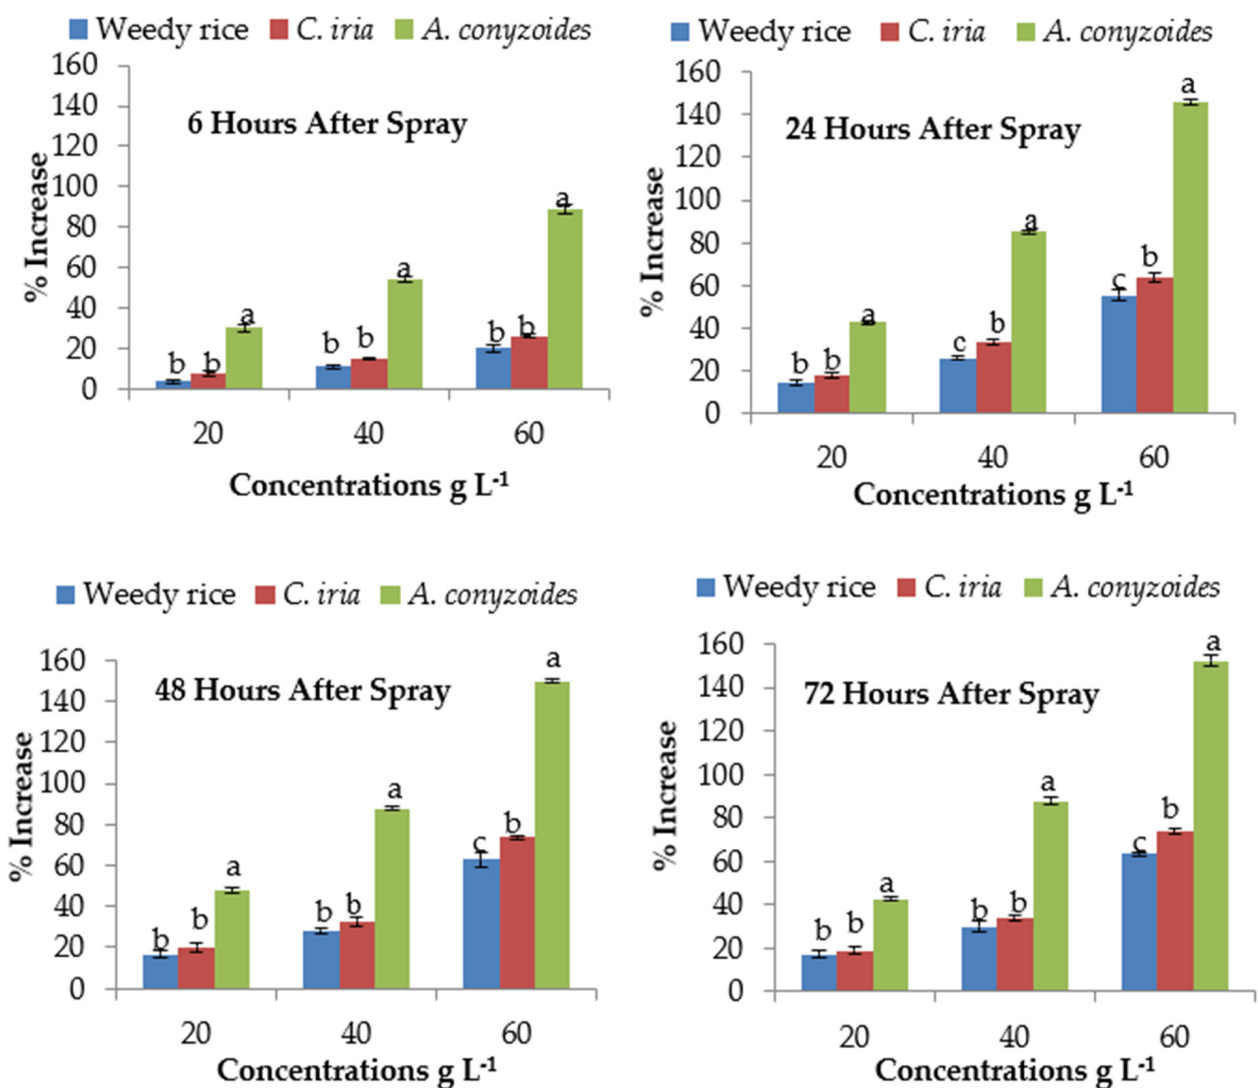 Weedy rice C. iria A. conyzoides
160
140
120
100
80
60
40
20
0
% Increase
6 Hours After Spray
b b a
b b a
b b a
20 40 60
Concentrations g L-1
Weedy rice C. iria A. conyzoides
160
140
120
100
80
60
40
20
0
% Increase
24 Hours After Spray
b b a
c b a
c b a
20 40 60
Concentrations g L-1
Weedy rice C. iria A. conyzoides
160
140
120
100
80
60
40
20
0
% Increase
48 Hours After Spray
b b a
b b a
c b a
20 40 60
Concentrations g L-1
Weedy rice C. iria A. conyzoides
160
140
120
100
80
60
40
20
0
% Increase
72 Hours After Spray
b b a
b b a
c b a
20 40 60
Concentrations g L-1